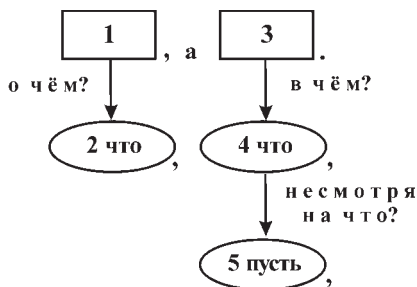 1 , а 3 .
о чём? в чём?
2 что , 4 что ,
несмотря
на что?
5 пусть ,